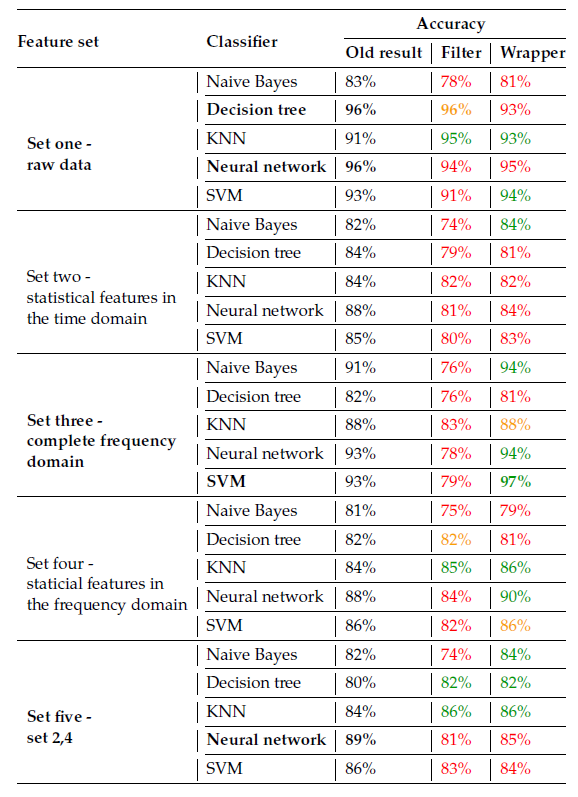 Accuracy
Feature set Classifier
Old result Filter Wrapper
Naive Bayes 83% 78% 81%
Decision tree 96% 96% 93%
Set one - KNN 91% 95% 93%
raw data Neural network 96% 94% 95%
SVM 93% 91% 94%
Naive Bayes 82% 74% 84%
Decision tree 84% 79% 81%
Set two - KNN 84% 82% 82%
statistical features in
the time domain Neural network 88% 81% 84%
SVM 85% 80% 83%
Naive Bayes 91% 76% 94%
Decision tree 82% 76% 81%
Set three - KNN 88% 83% 88%
complete frequency
domain Neural network 93% 78% 94%
SVM 93% 79% 97%
Naive Bayes 81% 75% 79%
Decision tree 82% 82% 81%
Set four - KNN 84% 85% 86%
staticial features in
the frequency domain Neural network 88% 84% 90%
SVM 86% 82% 86%
Naive Bayes 82% 74% 84%
Decision tree 80% 82% 82%
Set five - KNN 84% 86% 86%
set 2,4 Neural network 89% 81% 85%
SVM 86% 83% 84%